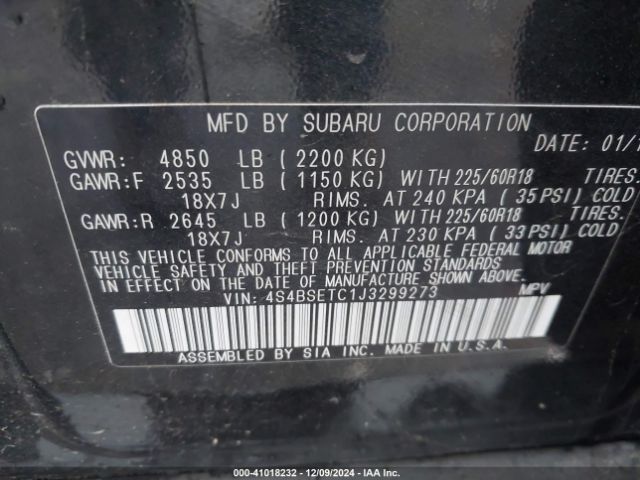 MFD BY SUBARU CORPORATION
DATE: 01/1
GVWR: 4850 LB (2200 KG)
GAWR:F 2535 LB (1150 KG) WITH 225/60R18 TIRES.
18X7J RIMS. AT 240 KPA (35 PSI) COLD
GAWR:R 2645 LB (1200 KG) WITH 225/60R18 TIRES.
18X7J RIMS. AT 230 KPA (33 PSI) COLD
THIS VEHICLE CONFORMS TO ALL APPLICABLE FEDERAL MOTOR
VEHICLE SAFETY AND THEFT PREVENTION STANDARDS
IN EFFECT ON THE DATE OF MANUFACTURE SHOWN ABOVE.
VIN: 4S4BSETC1J3299273 MPV
ASSEMBLED BY SIA INC. MADE IN U.S.A.
000-41018232 - 12/09/2024 - IAA Inc.